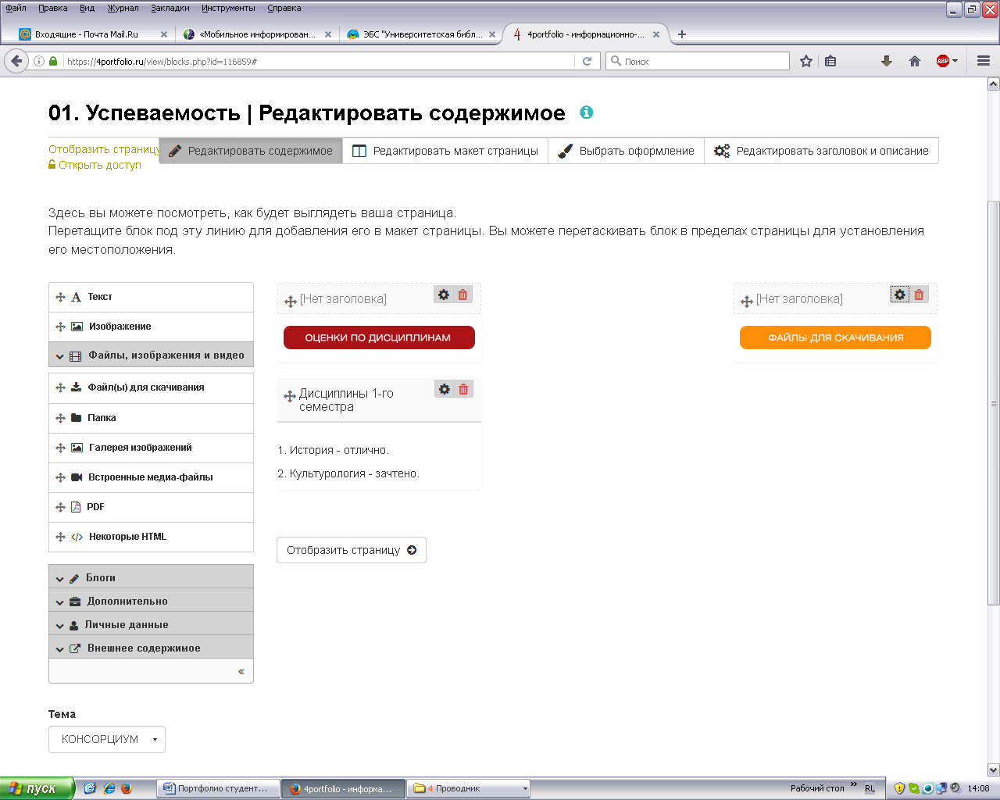 Файл Правка Вид Журнал Закладки Инструменты Справка
Входящие - Почта Mail.Ru
«Мобильное информирован...
ЭБС "Университетская библ...
4portfolio - информационно-...
https://4portfolio.ru/view/blocks.php?id=116859#
Поиск
ABP
01. Успеваемость | Редактировать содержимое
Отобразить страницу
Открыть доступ
Редактировать содержимое
Редактировать макет страницы
Выбрать оформление
Редактировать заголовок и описание
Здесь вы можете посмотреть, как будет выглядеть ваша страница.
Перетащите блок под эту линию для добавления его в макет страницы. Вы можете перетаскивать блок в пределах страницы для установления
его местоположения.
Текст
Изображение
Файлы, изображения и видео
Файл(ы) для скачивания
Папка
Галерея изображений
Встроенные медиа-файлы
PDF
Некоторые HTML
Блоги
Дополнительно
Личные данные
Внешнее содержимое
«
[Нет заголовка]
ОЦЕНКИ ПО ДИСЦИПЛИНАМ
Дисциплины 1-го
семестра
1. История - отлично.
2. Культурология - зачтено.
Отобразить страницу
[Нет заголовка]
ФАЙЛЫ ДЛЯ СКАЧИВАНИЯ
Тема
КОНСОРЦИУМ
пуск
Портфолио студент...
4portfolio - информа...
4 Проводник
Рабочий стол
»
RL
14:08